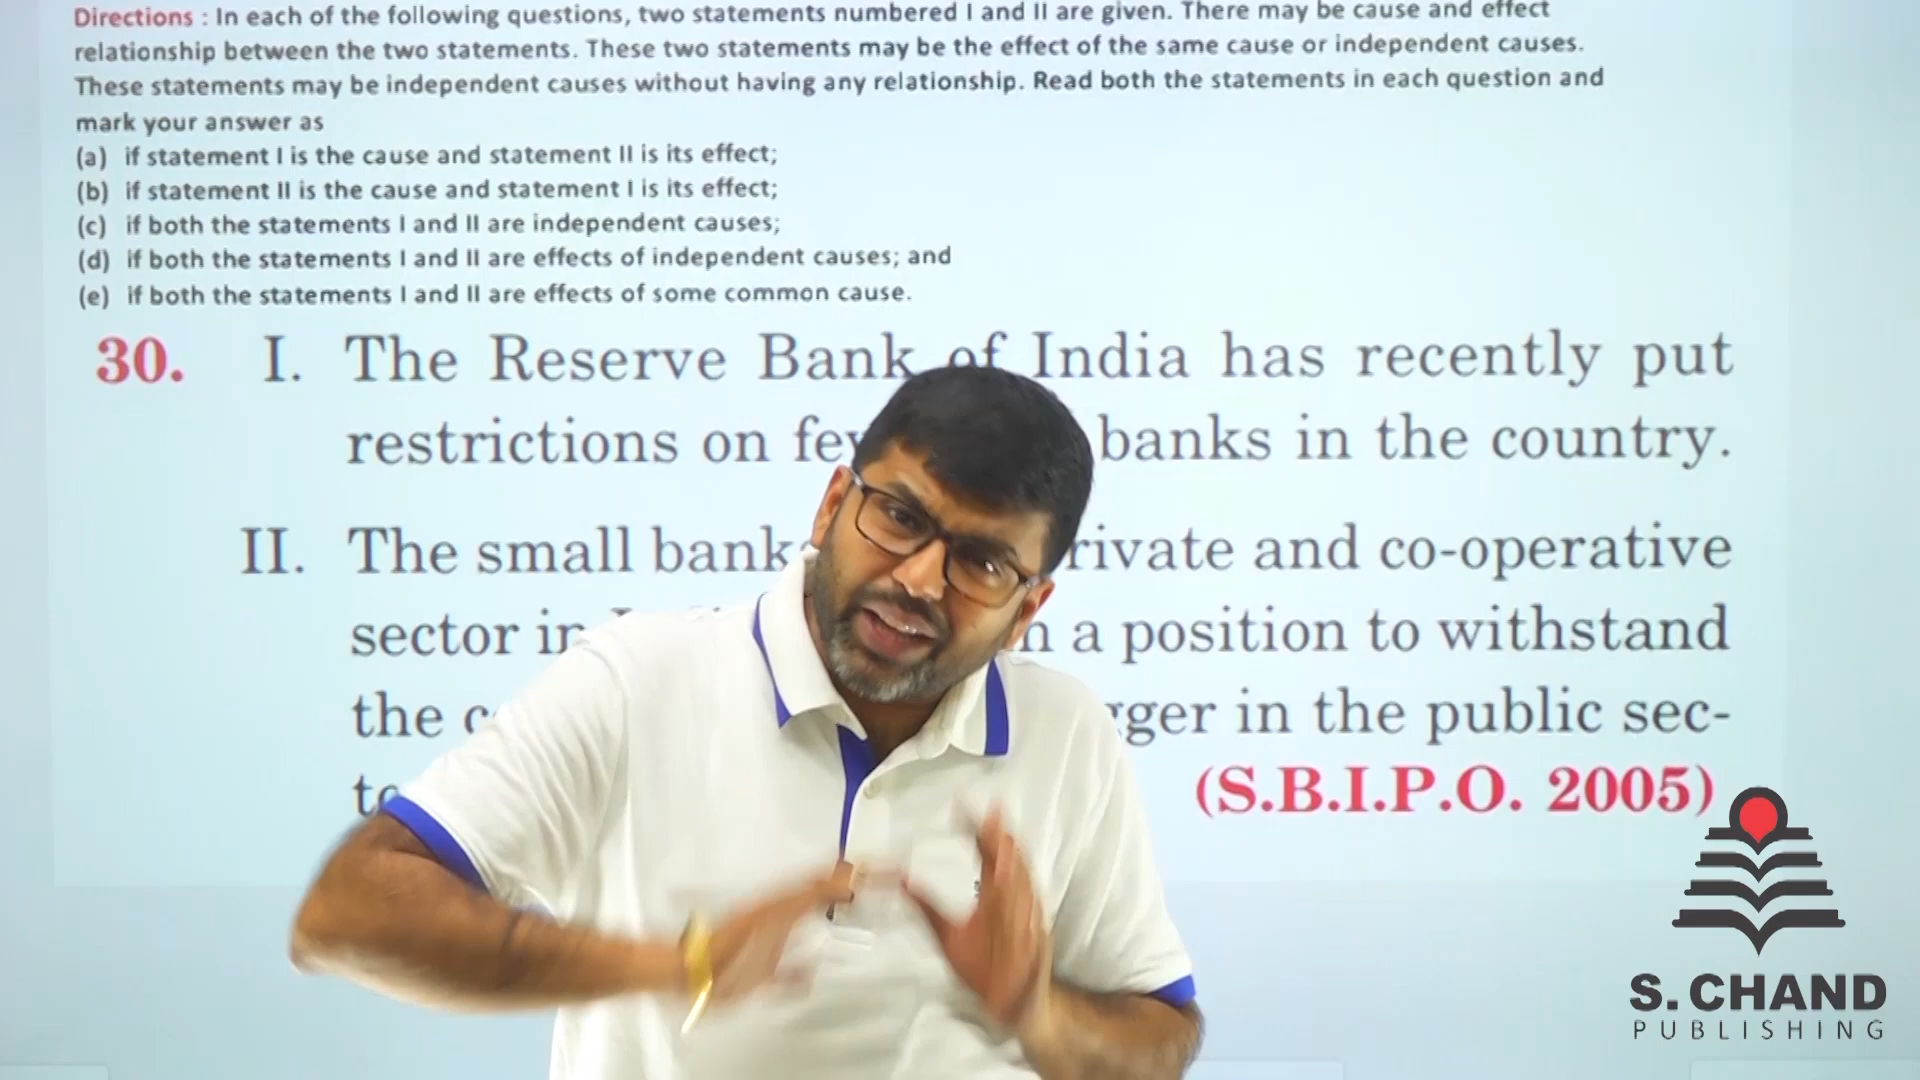 Directions : In each of the following questions, two statements numbered I and II are given. There may be cause and effect
relationship between the two statements. These two statements may be the effect of the same cause or independent causes.
These statements may be independent causes without having any relationship. Read both the statements in each question and
mark your answer as
(a) if statement I is the cause and statement II is its effect;
(b) if statement II is the cause and statement I is its effect;
(c) if both the statements I and II are independent causes;
(d) if both the statements I and II are effects of independent causes; and
(e) if both the statements I and II are effects of some common cause.
30. I. The Reserve Bank of India has recently put
restrictions on banks in the country.
II. The small and co-operative
sector a position to withstand
the in the public sec-
(S.B.I.P.O. 2005)
S. CHAND
PUBLISHING